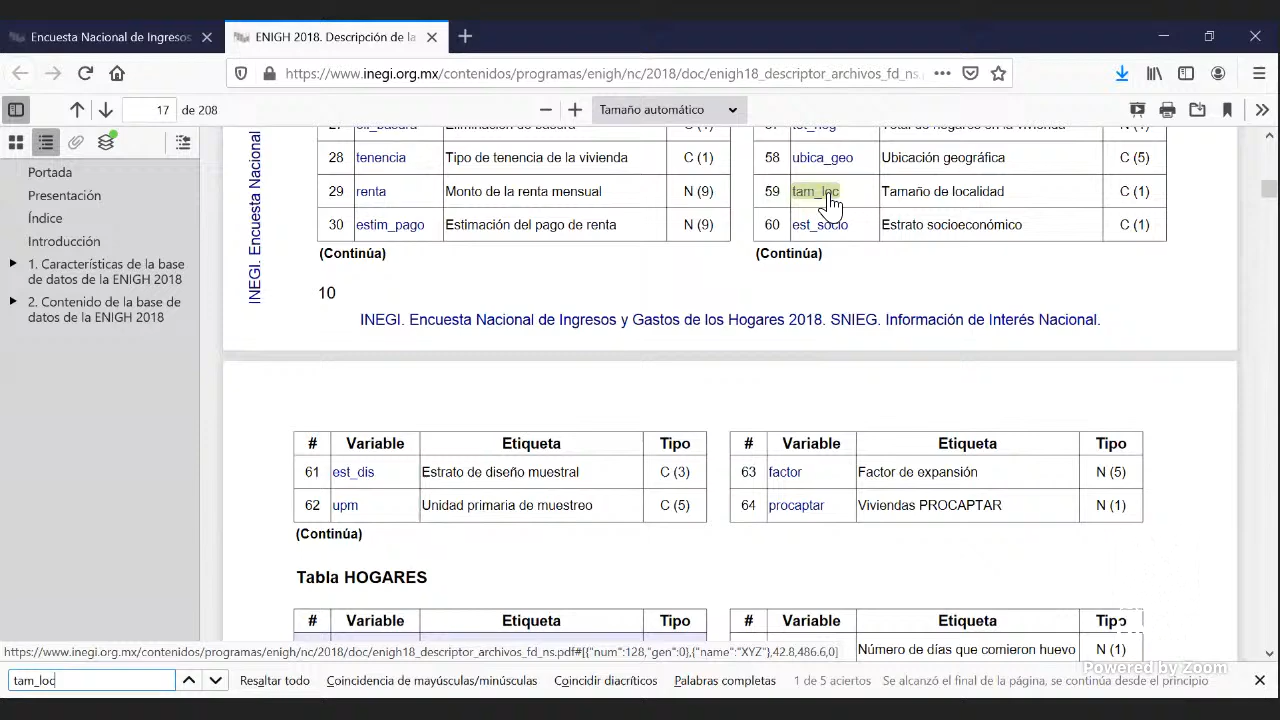 Encuesta Nacional de Ingresos
ENIGH 2018. Descripción de la
https://www.inegi.org.mx/contenidos/programas/enigh/nc/2018/doc/enigh18_descriptor_archivos_fd_ns.
17 de 208
Tamaño automático
Portada
Presentación
Índice
Introducción
1. Características de la base
de datos de la ENIGH 2018
2. Contenido de la base de
datos de la ENIGH 2018
INEGI. Encuesta Nacional
28 tenencia Tipo de tenencia de la vivienda C (1)
29 renta Monto de la renta mensual N (9)
30 estim_pago Estimación del pago de renta N (9)
(Continúa)
58 ubica_geo Ubicación geográfica C (5)
59 tam_loc Tamaño de localidad C (1)
60 est_socio Estrato socioeconómico C (1)
(Continúa)
10
INEGI. Encuesta Nacional de Ingresos y Gastos de los Hogares 2018. SNIEG. Información de Interés Nacional.
# Variable Etiqueta Tipo
61 est_dis Estrato de diseño muestral C (3)
62 upm Unidad primaria de muestreo C (5)
(Continúa)
# Variable Etiqueta Tipo
63 factor Factor de expansión N (5)
64 procaptar Viviendas PROCAPTAR N (1)
Tabla HOGARES
# Variable Etiqueta Tipo
# Variable Etiqueta Tipo
Número de días que comieron huevo N (1)
https://www.inegi.org.mx/contenidos/programas/enigh/nc/2018/doc/enigh18_descriptor_archivos_fd_ns.pdf#[{"num":128,"gen":0},{"name":"XYZ"},42.8,486.6,0]
Powered by Zoom
tam_loc
Resaltar todo
Coincidencia de mayúsculas/minúsculas
Coincidir diacríticos
Palabras completas
1 de 5 aciertos
Se alcanzó el final de la página, se continúa desde el principio